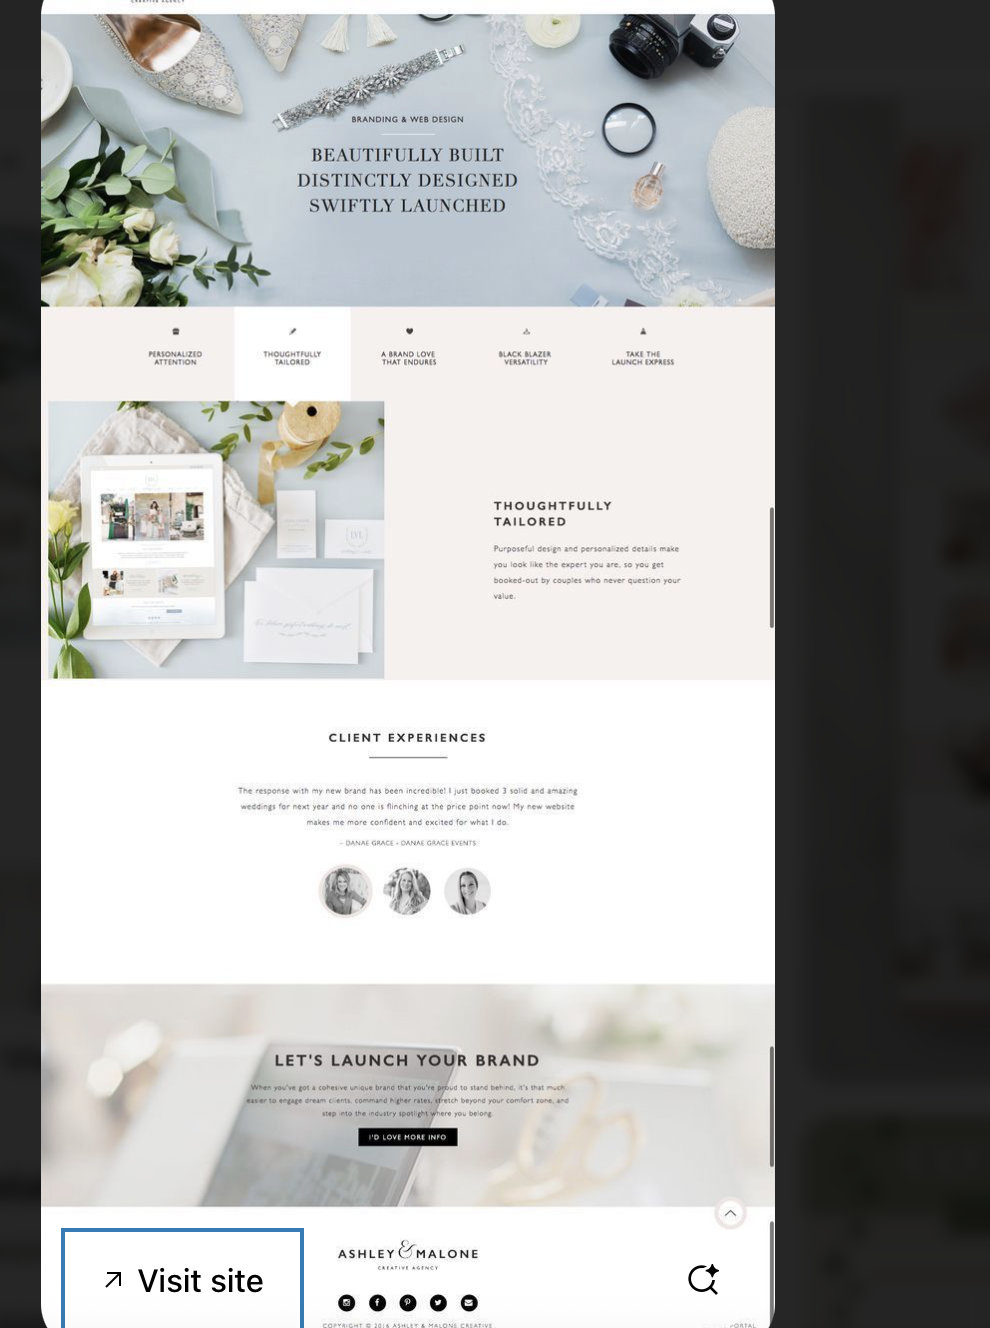 CREATIVE AGENCY
BRANDING & WEB DESIGN
BEAUTIFULLY BUILT
DISTINCTLY DESIGNED
SWIFTLY LAUNCHED
PERSONALIZED
ATTENTION
THOUGHTFULLY
TAILORED
A BRAND LOVE
THAT ENDURES
BLACK BLAZER
VERSATILITY
TAKE THE
LAUNCH EXPRESS
THOUGHTFULLY
TAILORED
Purposeful design and personalized details make
you look like the expert you are, so you get
booked-out by couples who never question your
value.
CLIENT EXPERIENCES
The response with my new brand has been incredible! I just booked 3 solid and amazing
weddings for next year and no one is flinching at the price point now! My new website
makes me more confident and excited for what I do.
- DANAE GRACE - DANAE GRACE EVENTS
LET'S LAUNCH YOUR BRAND
When you've got a cohesive unique brand that you're proud to stand behind, it's that much
easier to engage dream clients, command higher rates, stretch beyond your comfort zone, and
step into the industry spotlight where you belong.
I'D LOVE MORE INFO
Visit site
ASHLEY & MALONE
CREATIVE AGENCY
COPYRIGHT © 2016 ASHLEY & MALONE CREATIVE
PORTAL